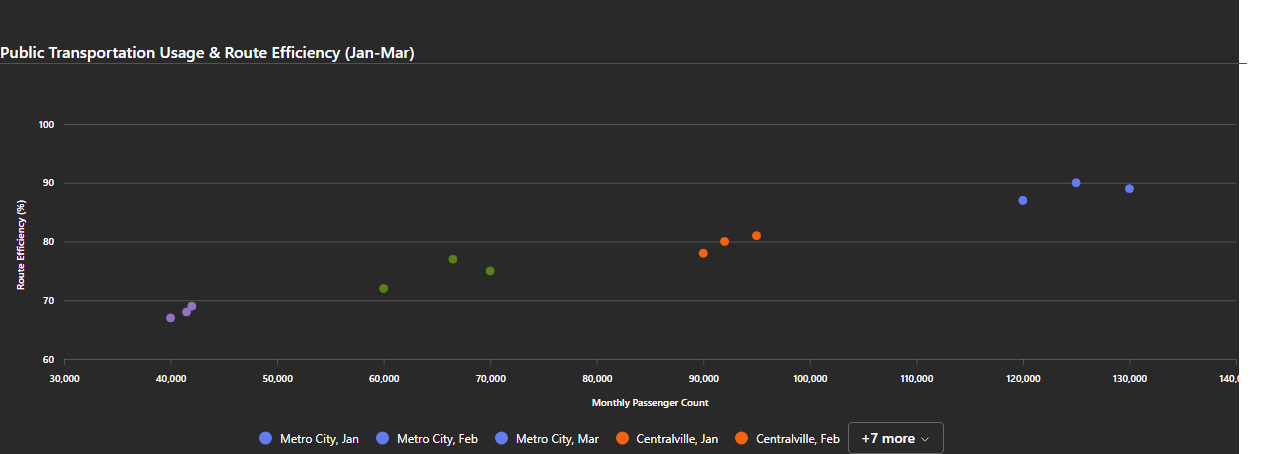 Public Transportation Usage & Route Efficiency (Jan-Mar)
100
90
80
70
60
Route Efficiency (%)
30,000 40,000 50,000 60,000 70,000 80,000 90,000 100,000 110,000 120,000 130,000 140,0
Monthly Passenger Count
Metro City, Jan Metro City, Feb Metro City, Mar Centralville, Jan Centralville, Feb +7 more